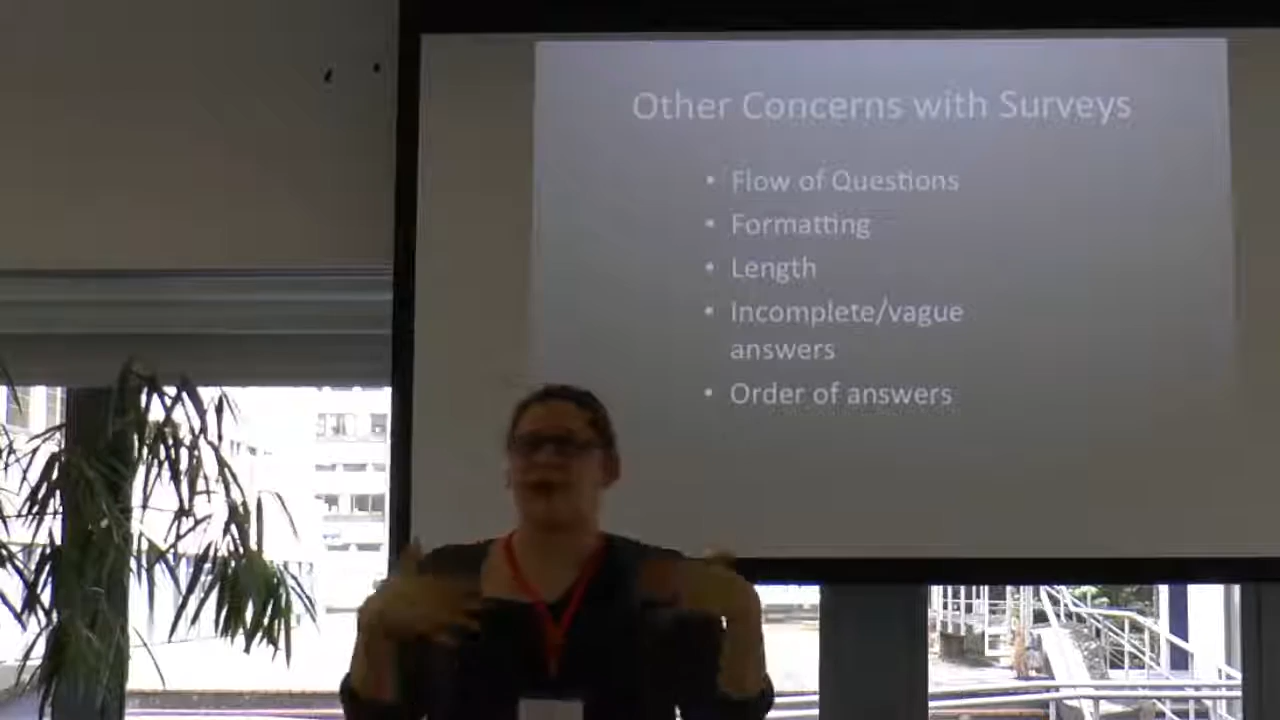 Other Concerns with Surveys
• Flow of Questions
• Formatting
• Length
• Incomplete/vague
answers
• Order of answers